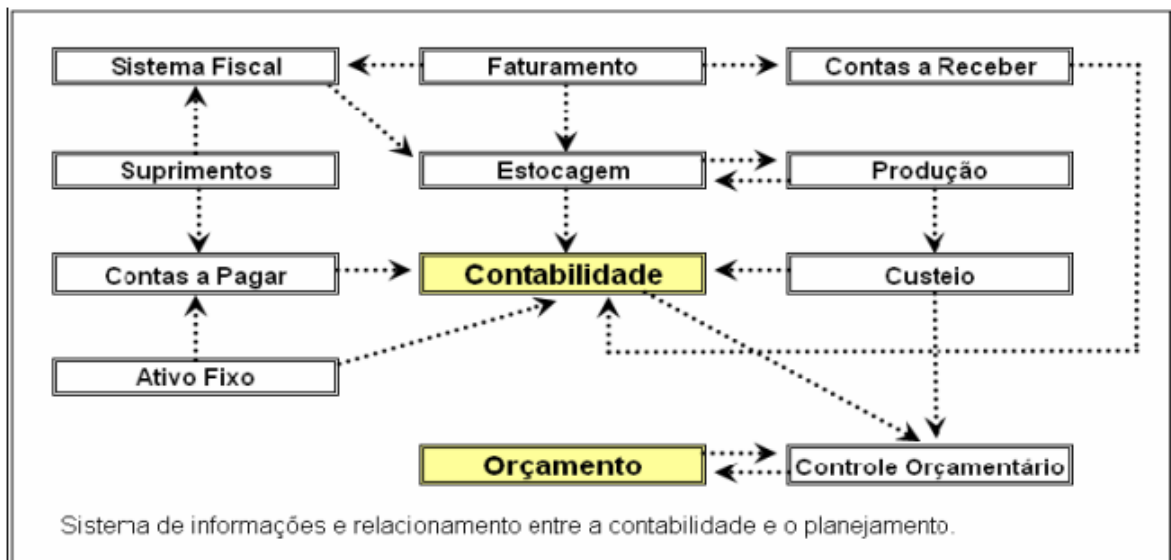 Sistema Fiscal
Faturamento
Contas a Receber
Suprimentos
Estocagem
Produção
Contas a Pagar
Contabilidade
Custeio
Ativo Fixo
Orçamento
Controle Orçamentário
Sistema de informações e relacionamento entre a contabilidade e o planejamento.